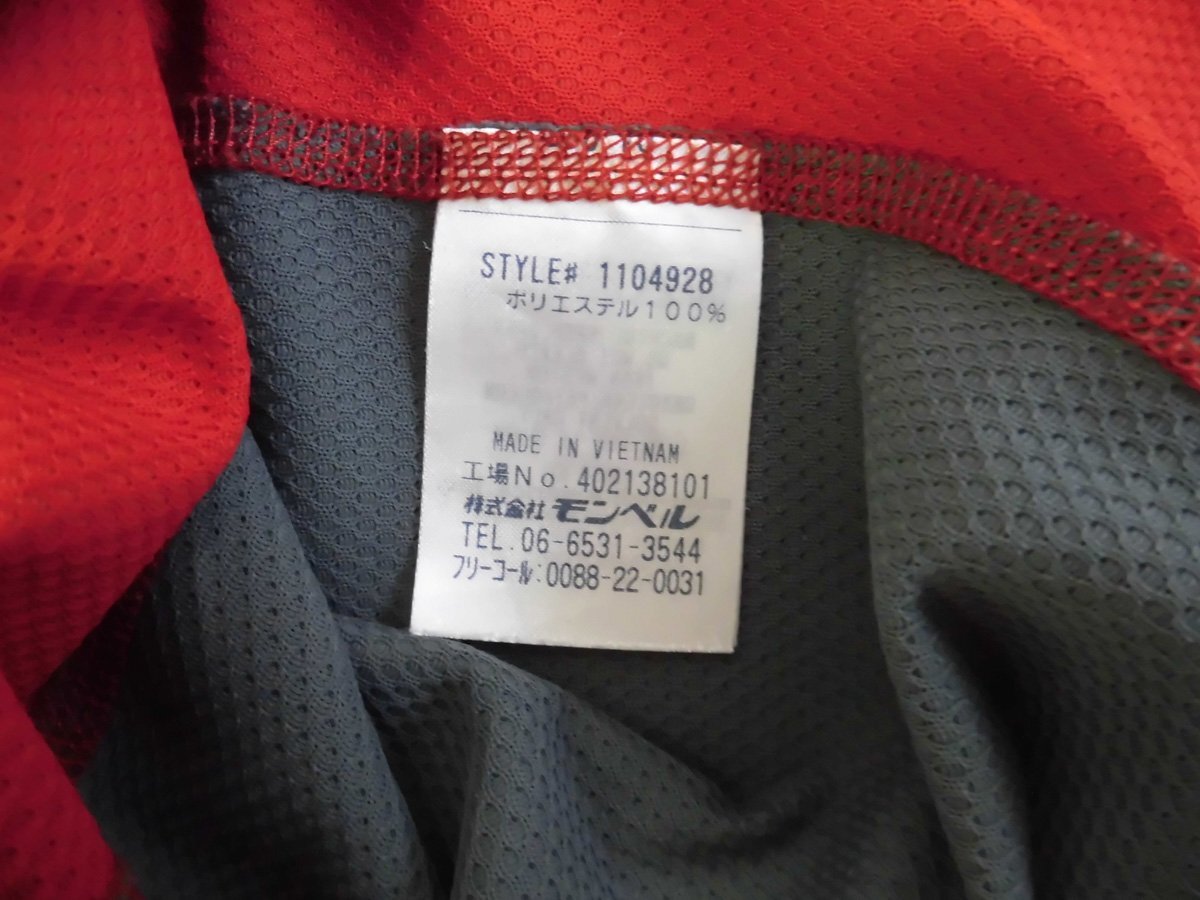 STYLE# 1104928
ポリエステル100%
MADE IN VIETNAM
工場No.402138101
株式会社 モンベル
TEL.06-6531-3544
フリーコール:0088-22-0031